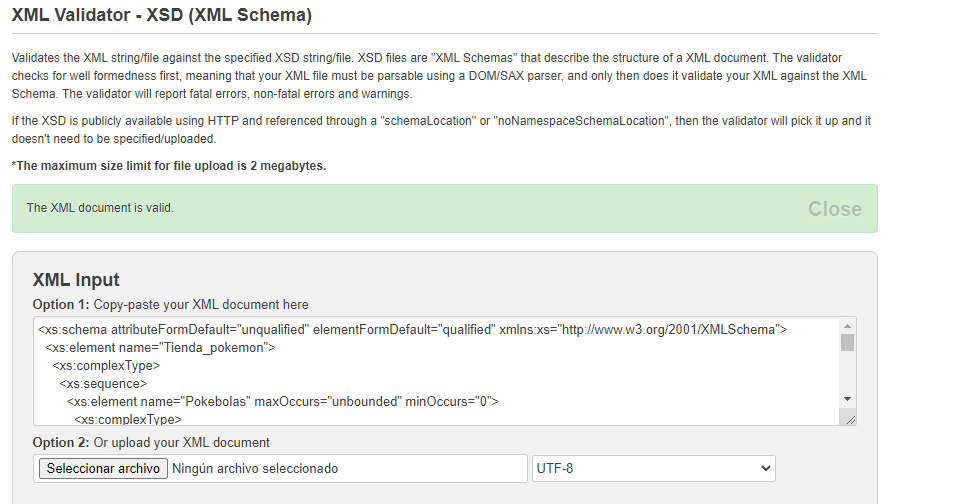 XML Validator - XSD (XML Schema)
Validates the XML string/file against the specified XSD string/file. XSD files are "XML Schemas" that describe the structure of a XML document. The validator
checks for well formedness first, meaning that your XML file must be parsable using a DOM/SAX parser, and only then does it validate your XML against the XML
Schema. The validator will report fatal errors, non-fatal errors and warnings.
If the XSD is publicly available using HTTP and referenced through a "schemaLocation" or "noNamespaceSchemaLocation", then the validator will pick it up and it
doesn't need to be specified/uploaded.
*The maximum size limit for file upload is 2 megabytes.
The XML document is valid.
Close
XML Input
Option 1: Copy-paste your XML document here
<xs:schema attributeFormDefault="unqualified" elementFormDefault="qualified" xmlns:xs="http://www.w3.org/2001/XMLSchema">
<xs:element name="Tienda_pokemon">
<xs:complexType>
<xs:sequence>
<xs:element name="Pokebolas" maxOccurs="unbounded" minOccurs="0">
<xs:complexType>
Option 2: Or upload your XML document
Seleccionar archivo Ningún archivo seleccionado
UTF-8